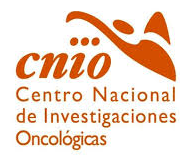 cnio
Centro Nacional
de Investigaciones
Oncológicas